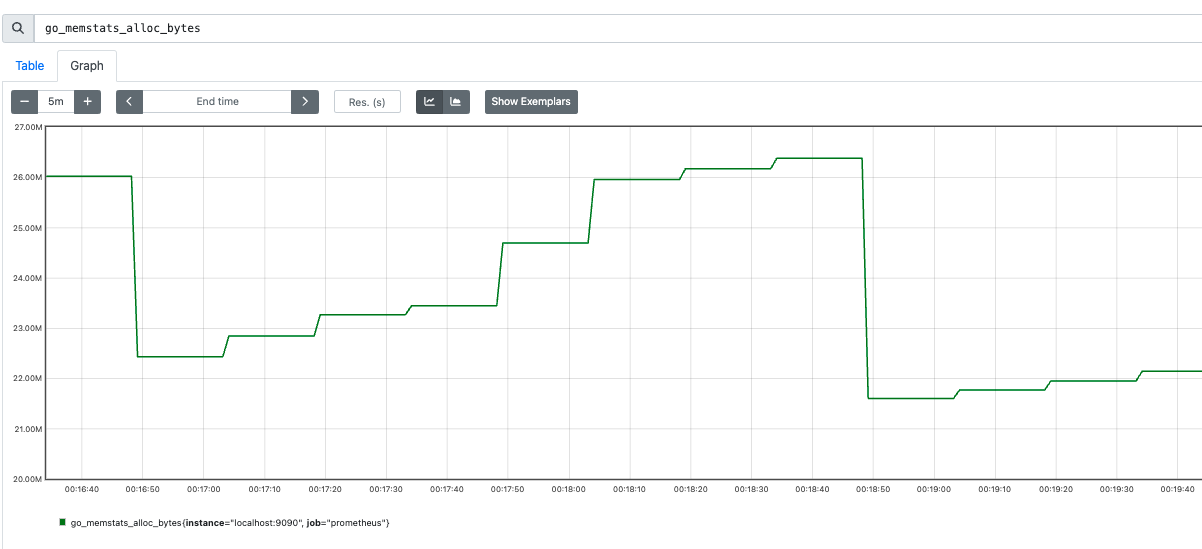 go_memstats_alloc_bytes
Table Graph
5m End time Res. (s) Show Exemplars
27.00M
26.00M
25.00M
24.00M
23.00M
22.00M
21.00M
20.00M
00:16:40 00:16:50 00:17:00 00:17:10 00:17:20 00:17:30 00:17:40 00:17:50 00:18:00 00:18:10 00:18:20 00:18:30 00:18:40 00:18:50 00:19:00 00:19:10 00:19:20 00:19:30 00:19:40
go_memstats_alloc_bytes{instance="localhost:9090", job="prometheus"}